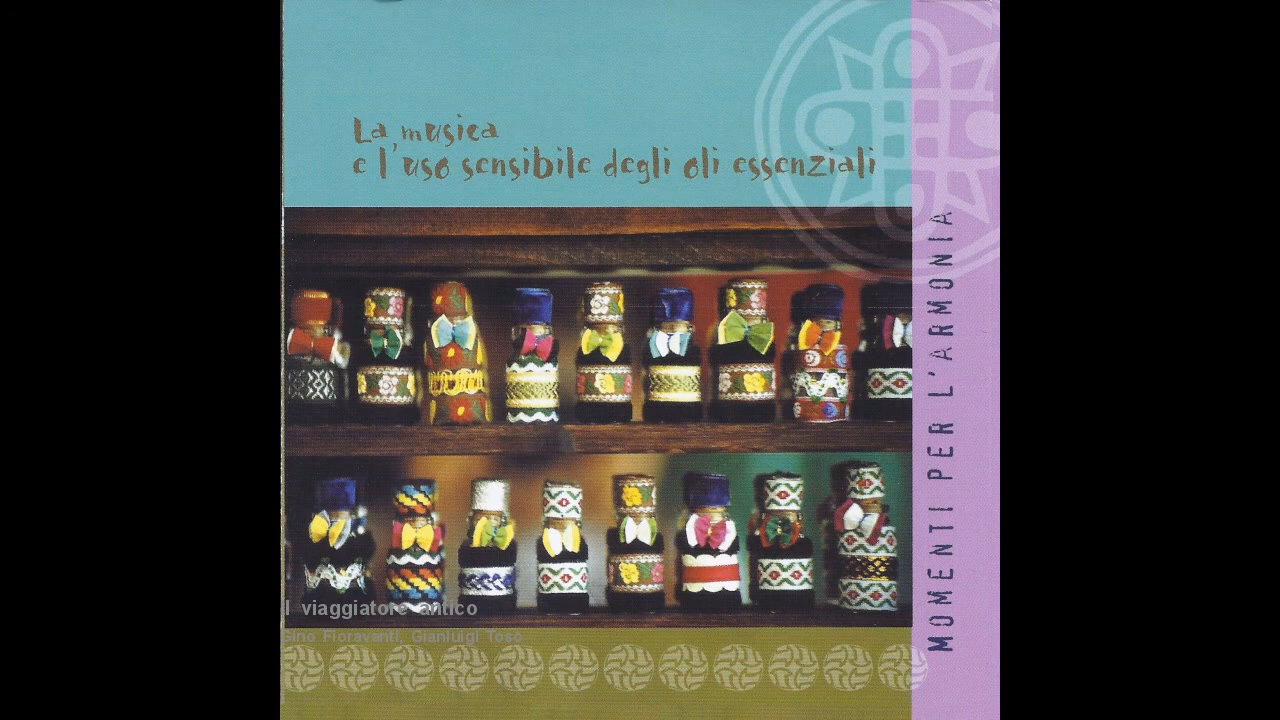 La musica
e l'uso sensibile degli oli essenziali
MOMENTI PER L'ARMONIA
Il viaggiatore antico
Gino Fioravanti, Gianluigi Toso